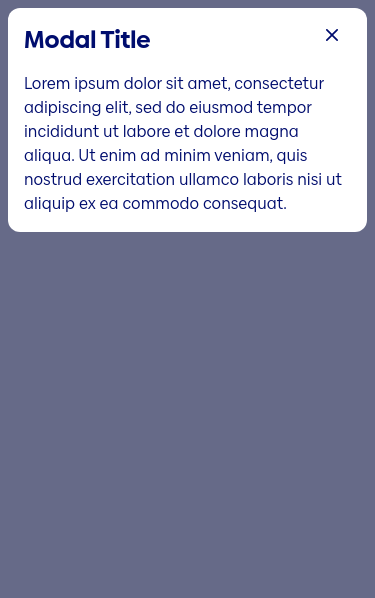 Modal Title
Lorem ipsum dolor sit amet, consectetur
adipiscing elit, sed do eiusmod tempor
incididunt ut labore et dolore magna
aliqua. Ut enim ad minim veniam, quis
nostrud exercitation ullamco laboris nisi ut
aliquip ex ea commodo consequat.